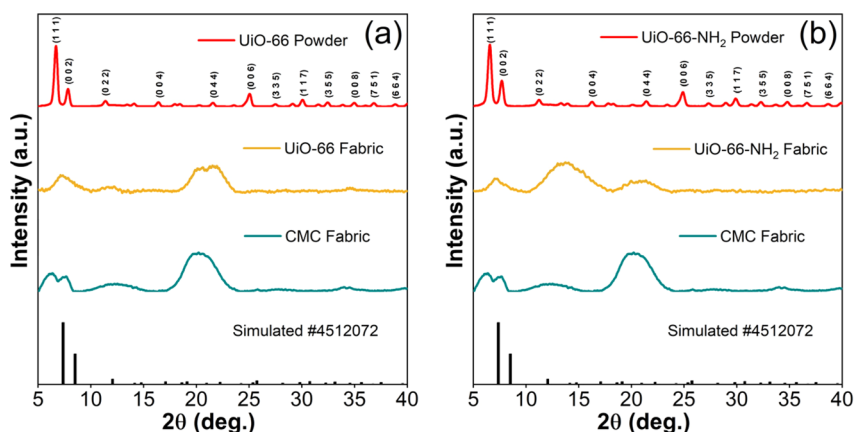 UiO-66 Powder
(a)
(1 1 1)
(0 0 2)
(0 2 2)
(0 0 4)
(0 4 4)
(0 0 6)
(3 3 5)
(1 1 7)
(3 5 5)
(0 0 8)
(7 5 1)
(6 6 4)
UiO-66 Fabric
CMC Fabric
Simulated #4512072
Intensity (a.u.)
5 10 15 20 25 30 35 40
2θ (deg.)
UiO-66-NH₂ Powder
(b)
(1 1 1)
(0 0 2)
(0 2 2)
(0 0 4)
(0 4 4)
(0 0 6)
(3 3 5)
(1 1 7)
(3 5 5)
(0 0 8)
(7 5 1)
(6 6 4)
UiO-66-NH₂ Fabric
CMC Fabric
Simulated #4512072
Intensity (a.u.)
5 10 15 20 25 30 35 40
2θ (deg.)